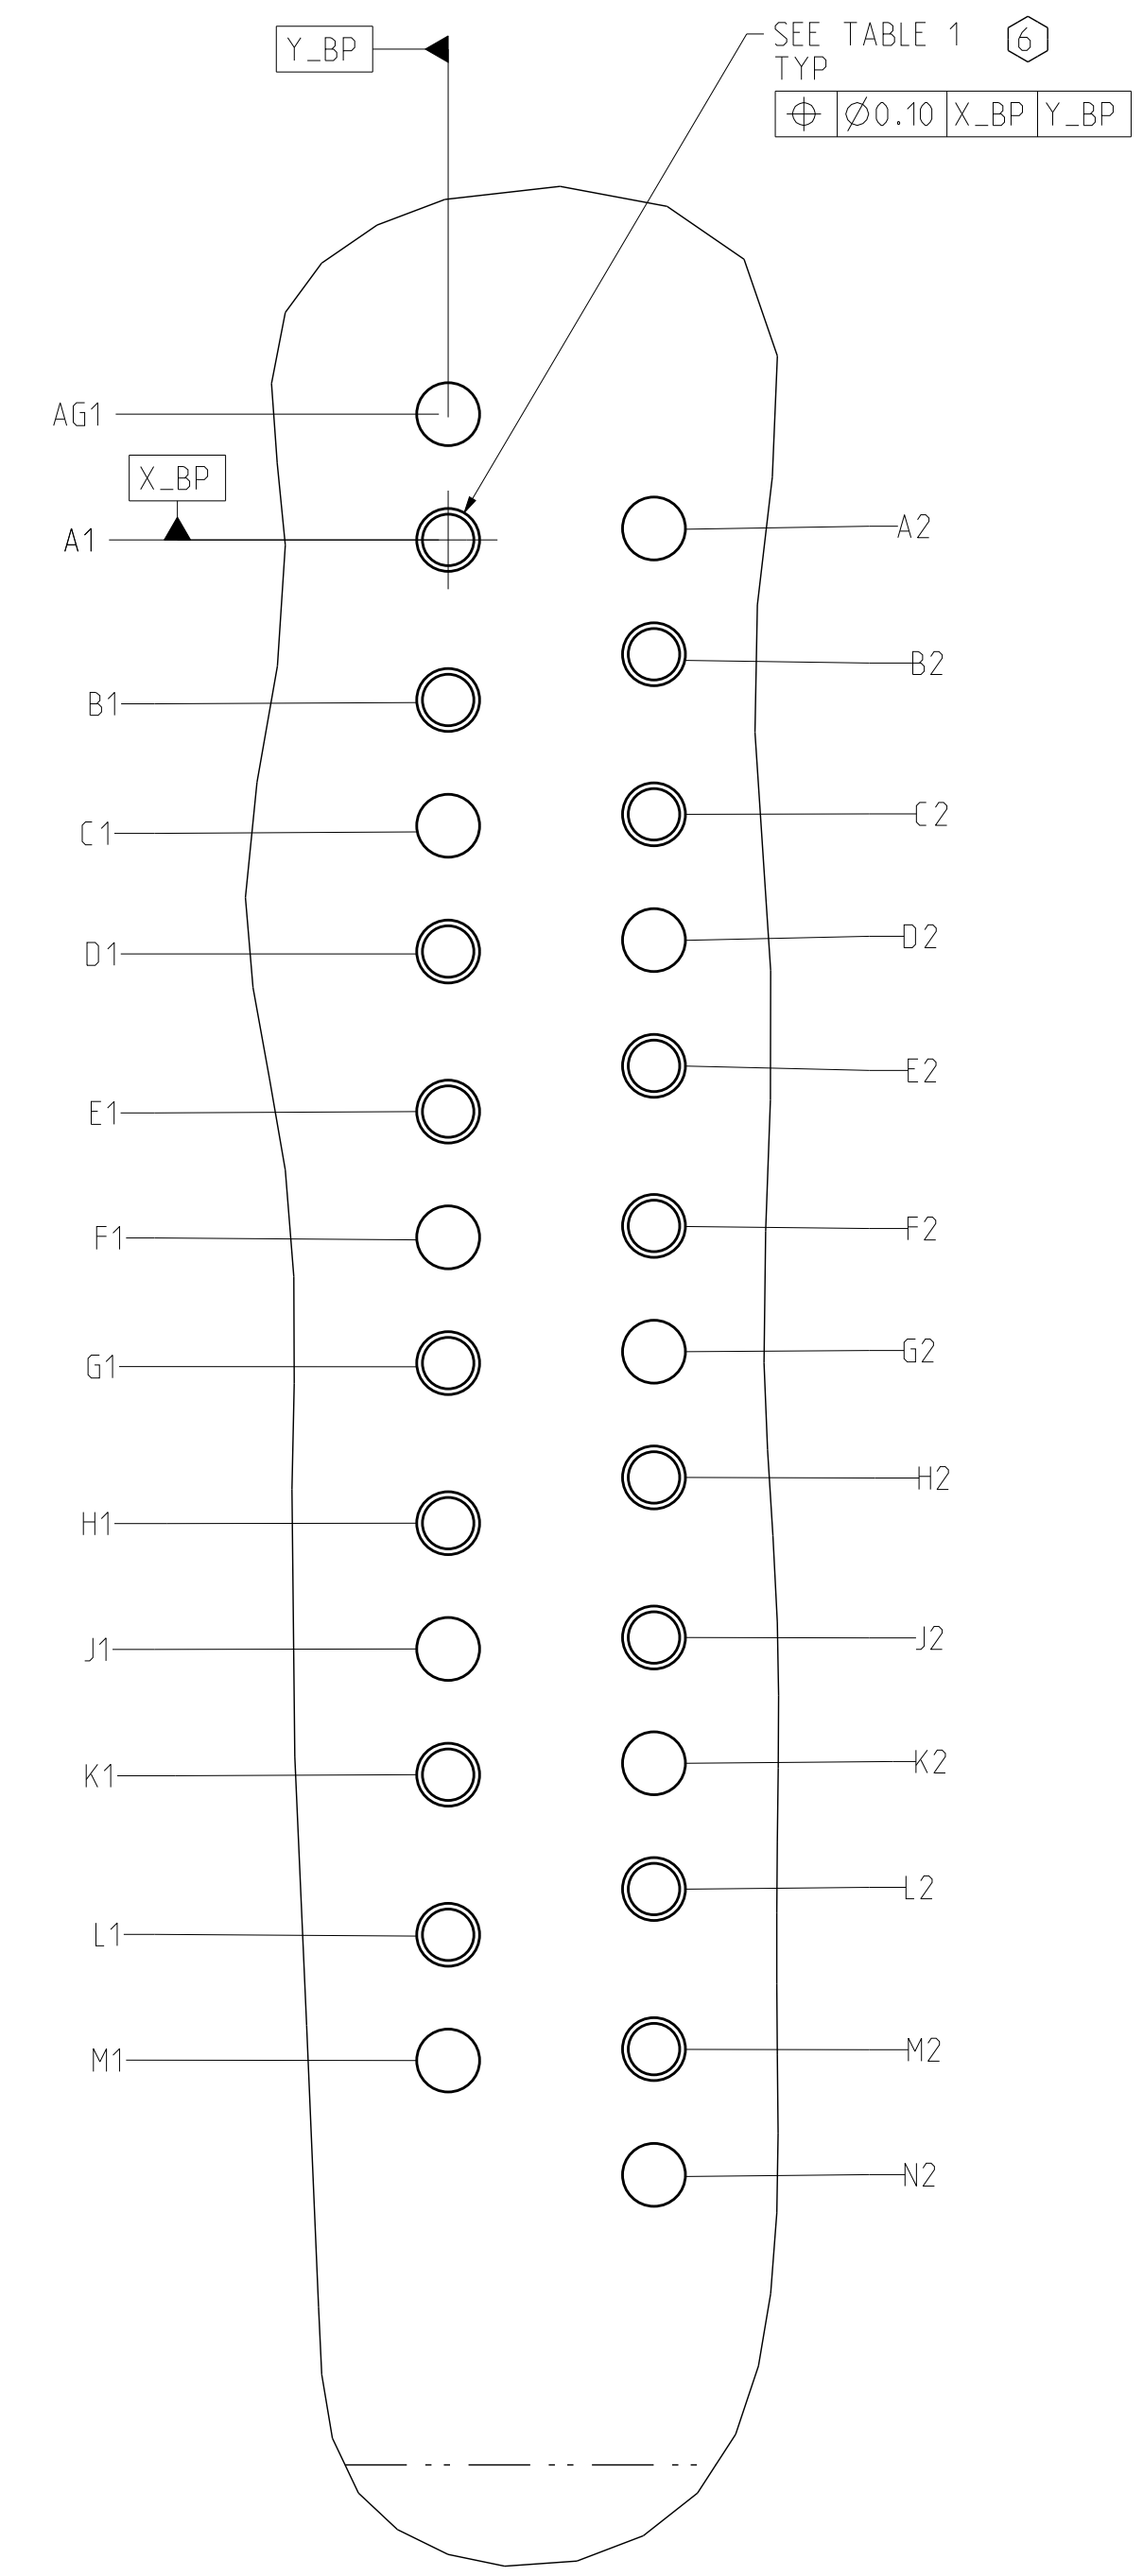 Y_BP
SEE TABLE 1 6
TYP
⌖ Ø0.10 X_BP Y_BP
AG1
X_BP
A1 A2
B1 B2
C1 C2
D1 D2
E1 E2
F1 F2
G1 G2
H1 H2
J1 J2
K1 K2
L1 L2
M1 M2
N2